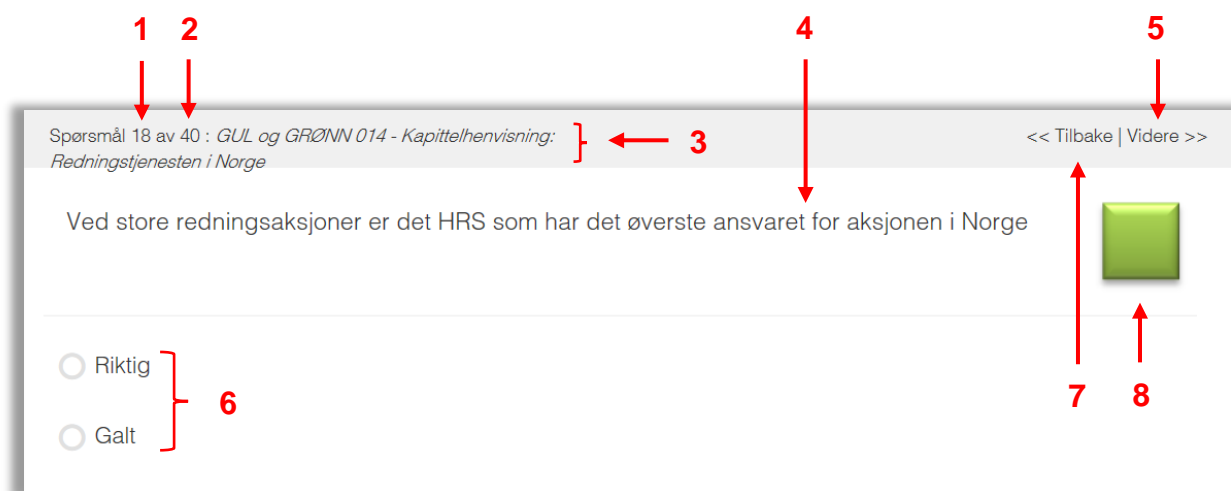 1 2 4 5
Spørsmål 18 av 40 : GUL og GRØNN 014 - Kapittelhenvisning:
Redningstjenesten i Norge
3
<< Tilbake | Videre >>
Ved store redningsaksjoner er det HRS som har det øverste ansvaret for aksjonen i Norge
Riktig
Galt
6
7 8